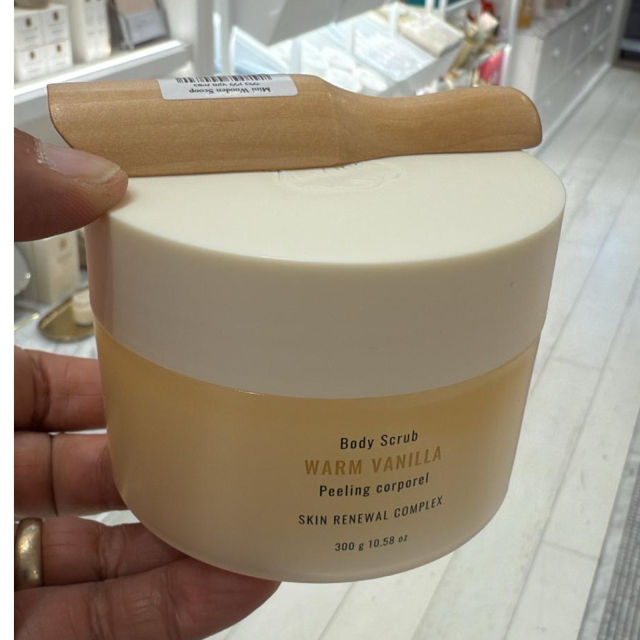 Mini Wooden Scoop
Body Scrub
WARM VANILLA
Peeling corporel
SKIN RENEWAL COMPLEX
300 g 10.58 oz